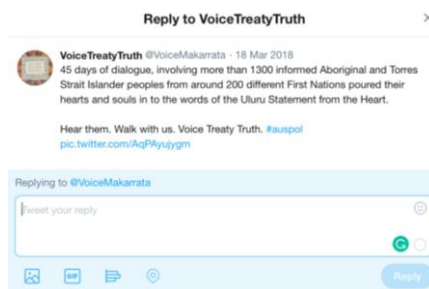 Reply to VoiceTreatyTruth
VoiceTreatyTruth @VoiceMakarrata · 18 Mar 2018
45 days of dialogue, involving more than 1300 informed Aboriginal and Torres
Strait Islander peoples from around 200 different First Nations poured their
hearts and souls in to the words of the Uluru Statement from the Heart.
Hear them. Walk with us. Voice Treaty Truth. #auspol
pic.twitter.com/AqPAyujygm
Replying to @VoiceMakarrata
Tweet your reply
GIF
Reply